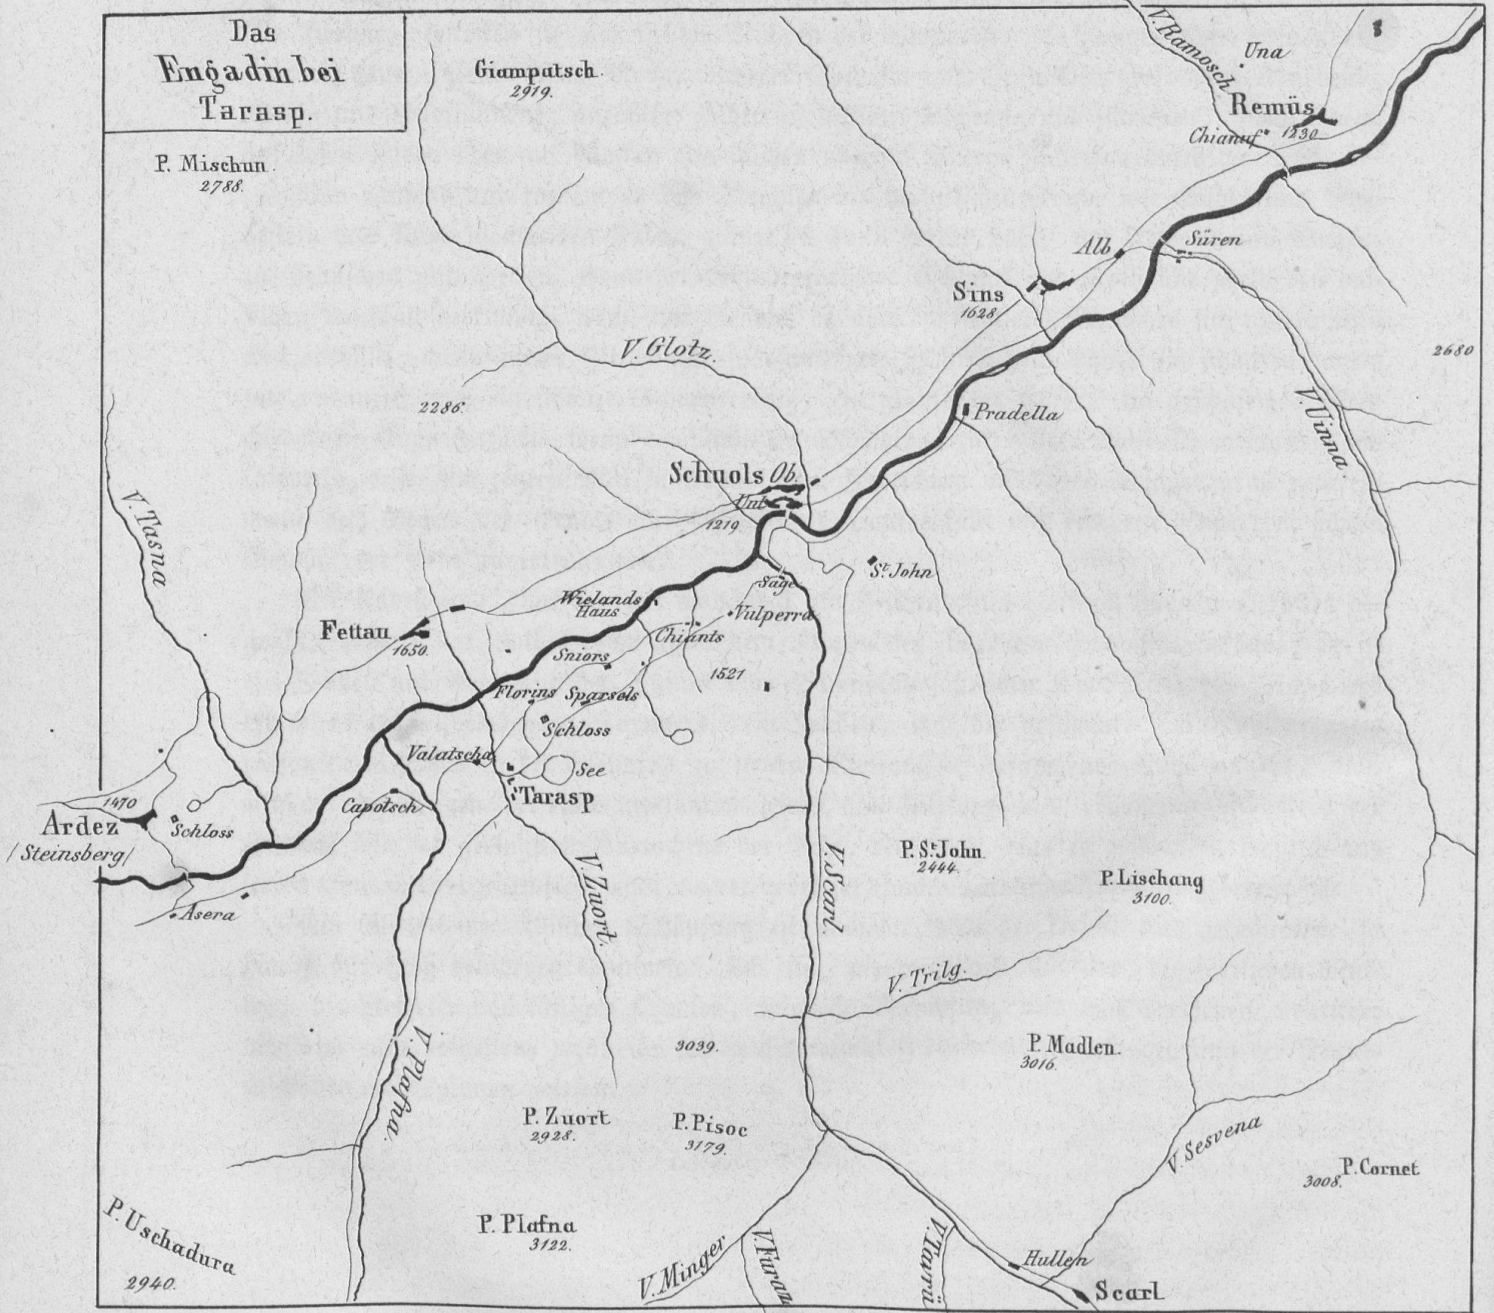 Das
Engadin bei
Tarasp.
Giampatsch.
2919.
V. Ramosch
Una
Remüs
1230
Chianuf
P. Mischun.
2788.
Alb
Süren
Sins
1628.
V. Glotz.
2680
2286.
Pradella
V. Uinna
Schuols Ob.
Unt.
1219.
V. Tasna
St. John
Säge
Wielands
Haus
Vulperra
Fettau
1650.
Chiants
Sniors
1521
Florins
Sparsels
Schloss
Valatscha
See
Tarasp
1470
Capotsch
Ardez
/Steinsberg/
Schloss
Asera
P. St. John
2444.
P. Lischang
3100.
V. Zuort.
V. Scarl
V. Trilg.
V. Plafna.
3039.
P. Madlen.
3016.
P. Zuort
2928.
P. Pisoc
3179.
V. Sesvena
P. Cornet
3008.
P. Uschadura
2940.
P. Plafna
3122.
V. Minger
V. Furaz
V. Tavrü
Hullen
Scarl